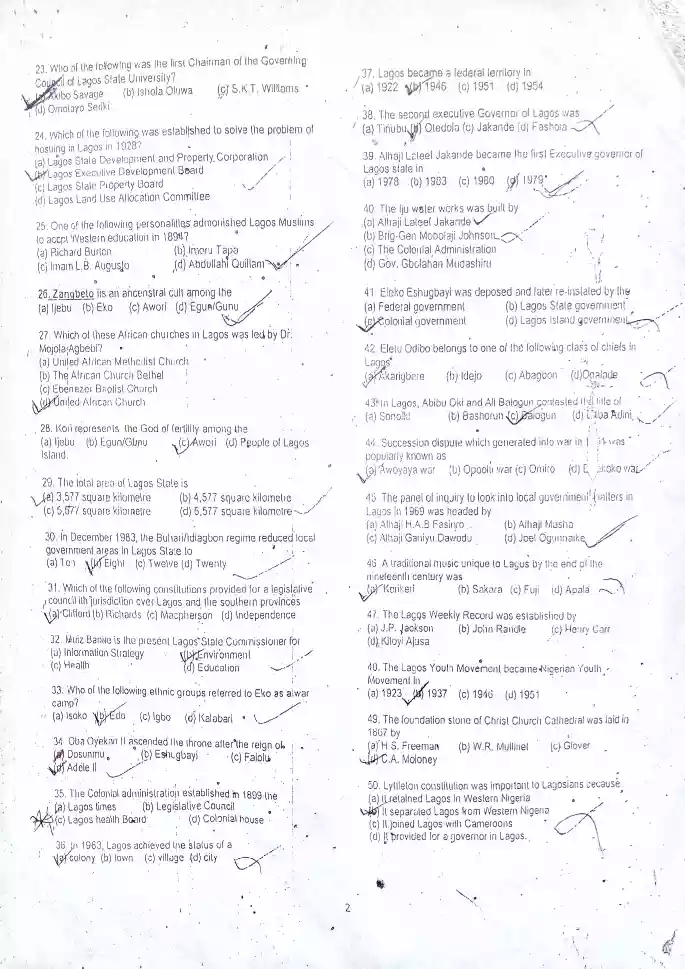 23. Who of the following was the first Chairman of the Governing
Council of Lagos State University?
(a) Akibo Savage (b) Ishola Oluwa (c) S.K.T. Williams
(d) Omolayo Seriki
24. Which of the following was established to solve the problem of
housing in Lagos in 1928?
(a) Lagos State Development and Property Corporation
(b) Lagos Executive Development Board
(c) Lagos State Property Board
(d) Lagos Land Use Allocation Committee
25. One of the following personalities admonished Lagos Muslims
to accpt Western education in 1894?
(a) Richard Burton (b) Imoru Tapa
(c) Imam L.B. Augusto (d) Abdullahi Quillam
26. Zangbeto iis an ancenstral cult among the
(a) Ijebu (b) Eko (c) Awori (d) Egun/Gunu
27. Which of these African churches in Lagos was led by Dr.
Mojola Agbebi?
(a) United African Methodist Church
(b) The African Church Bethel
(c) Ebenezer Baptist Church
(d) United African Church
28. Kori represents the God of fertility among the
(a) Ijebu (b) Egun/Gunu (c) Awori (d) People of Lagos
Island.
29. The total area of Lagos State is
(a) 3,577 square kilometre (b) 4,577 square kilometre
(c) 5,577 square kilometre (d) 6,577 square kilometre
30. In December 1983, the Buhari/Idiagbon regime reduced local
government areas in Lagos State to
(a) Ten (b) Eight (c) Twelve (d) Twenty
31. Which of the following constitutions provided for a legislative
council ith jurisdiction over Lagos and the southern provinces
(a) Clifford (b) Richards (c) Macpherson (d) Independence
32. Muiz Banire is the present Lagos State Commissioner for
(a) Information Strategy (b) Environment
(c) Health (d) Education
33. Who of the following ethnic groups referred to Eko as a war
camp?
(a) Isoko (b) Edo (c) Igbo (d) Kalabari
34. Oba Oyekan II ascended the throne after the reign of
(a) Dosunmu (b) Eshugbayi (c) Falolu
(d) Adele II
35. The Colonial administration established in 1899 the
(a) Lagos times (b) Legislative Council
(c) Lagos health Board (d) Colonial house
36. In 1963, Lagos achieved the status of a
(a) colony (b) town (c) village (d) city
37. Lagos became a federal territory in
(a) 1922 (b) 1946 (c) 1951 (d) 1954
38. The second executive Governor of Lagos was
(a) Tinubu (b) Otedola (c) Jakande (d) Fashola
39. Alhaji Lateef Jakande became the first Executive governor of
Lagos state in
(a) 1978 (b) 1983 (c) 1980 (d) 1979
40. The Iju water works was built by
(a) Alhaji Lateef Jakande
(b) Brig-Gen Mobolaji Johnson
(c) The Colonial Administration
(d) Gov. Gbolahan Mudashiru
41. Eleko Eshugbayi was deposed and later re-instated by the
(a) Federal government (b) Lagos State government
(c) Colonial government (d) Lagos Island government
42. Eletu Odibo belongs to one of the following class of chiefs in
Lagos
(a) Akarigbere (b) Idejo (c) Abagbon (d) Ogalade
43. In Lagos, Abibu Oki and Ali Balogun contested the title of
(a) Sonoiki (b) Bashorun (c) Balogun (d) Baba Adini
44. Succession dispute which generated into war in was
popularly known as
(a) Awoyaya war (b) Opoolu war (c) Omiro (d) war
45. The panel of inquiry to look into local government matters in
Lagos in 1969 was headed by
(a) Alhaji H.A.B Fasinro (b) Alhaji Masha
(c) Alhaji Ganiyu Dawodu (d) Joel Ogunnaike
46. A traditional music unique to Lagus by the end of the
nineteenth century was
(a) Kerikeri (b) Sakara (c) Fuji (d) Apala
47. The Lagos Weekly Record was established by
(a) J.P. Jackson (b) John Randle (c) Henry Carr
(d) Kitoyi Ajasa
48. The Lagos Youth Movement became Nigerian Youth
Movement in
(a) 1923 (b) 1937 (c) 1946 (d) 1951
49. The foundation stone of Christ Church Cathedral was laid in
1867 by
(a) H.S. Freeman (b) W.R. Mullinel (c) Glover
(d) C.A. Moloney
50. Lyttleton constitution was important to Lagosians because
(a) It retained Lagos in Western Nigeria
(b) It separated Lagos from Western Nigeria
(c) It joined Lagos with Cameroons
(d) It provided for a governor in Lagos.
2